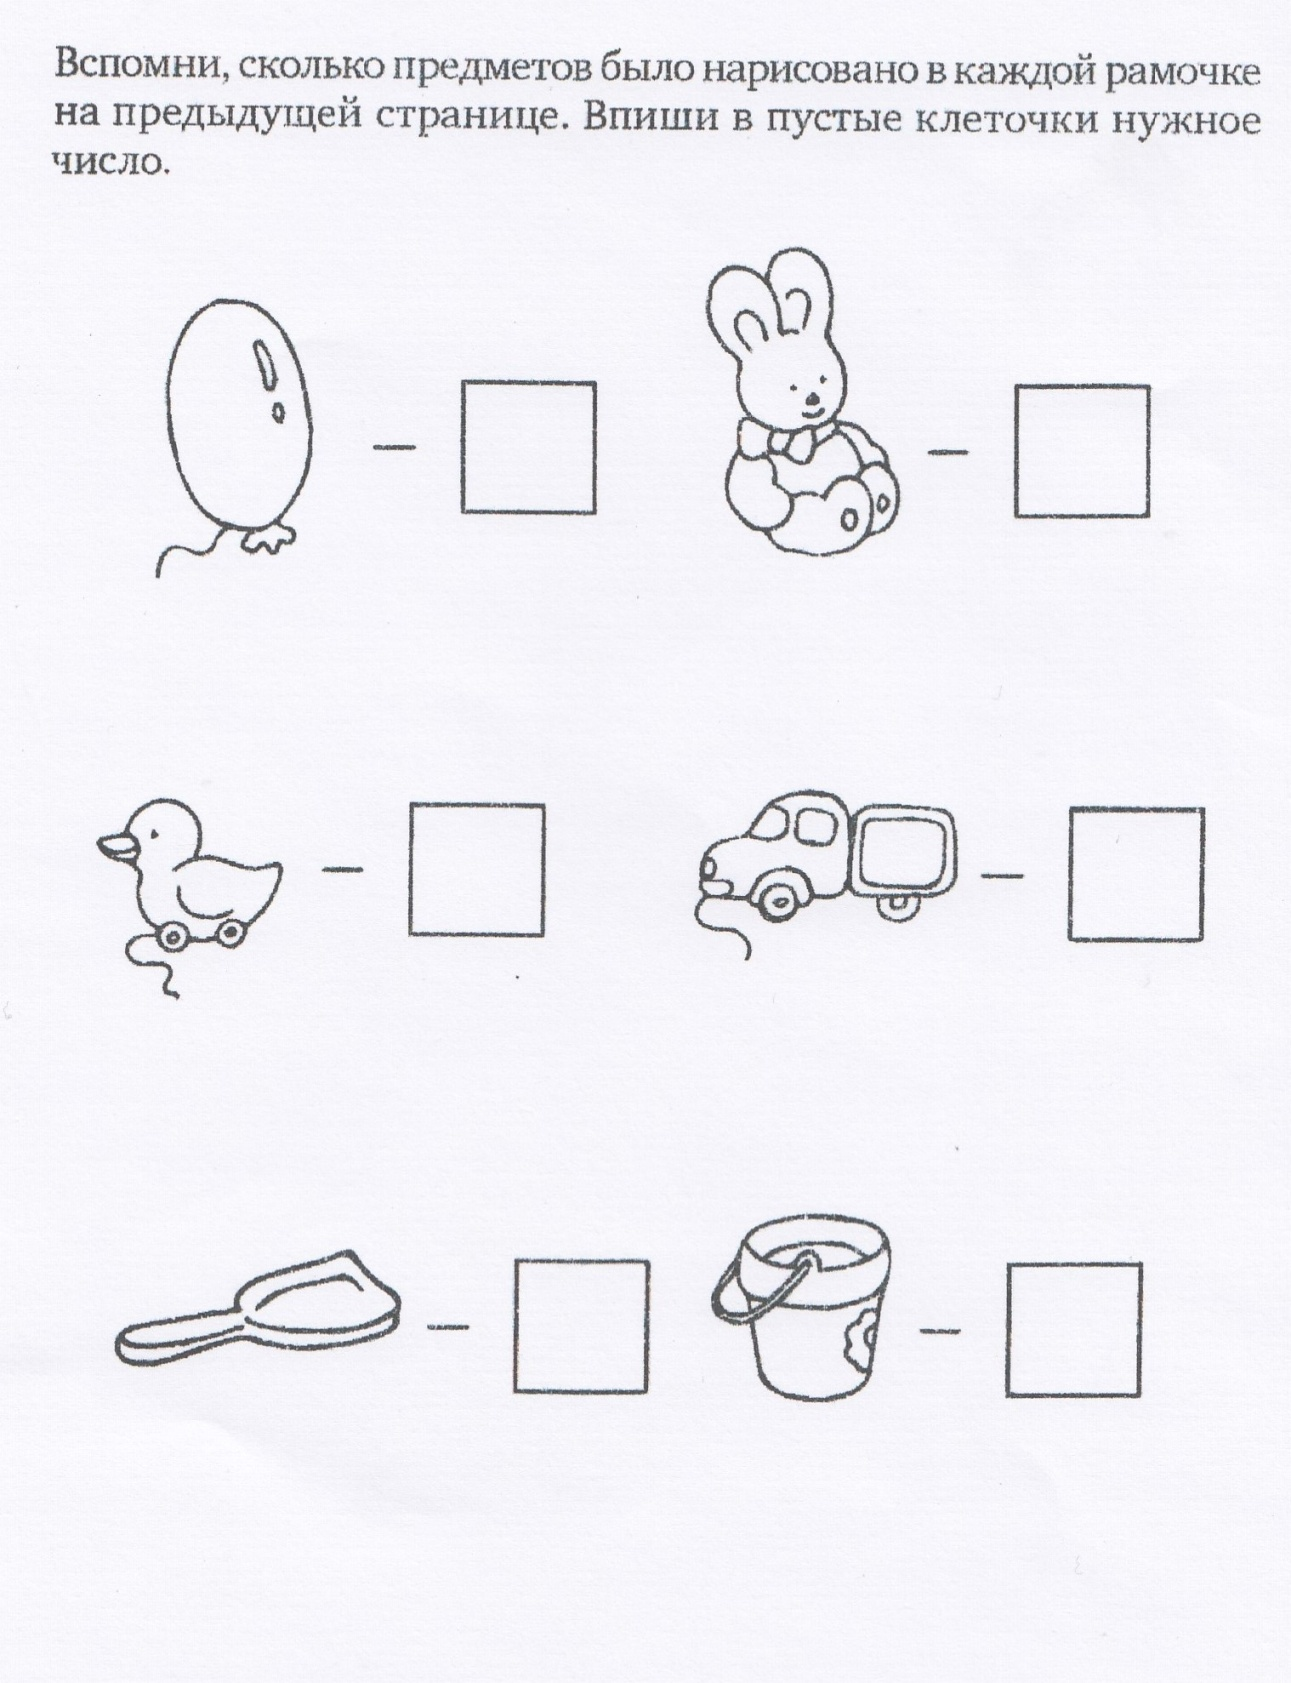 Вспомни, сколько предметов было нарисовано в каждой рамочке
на предыдущей странице. Впиши в пустые клеточки нужное
число.